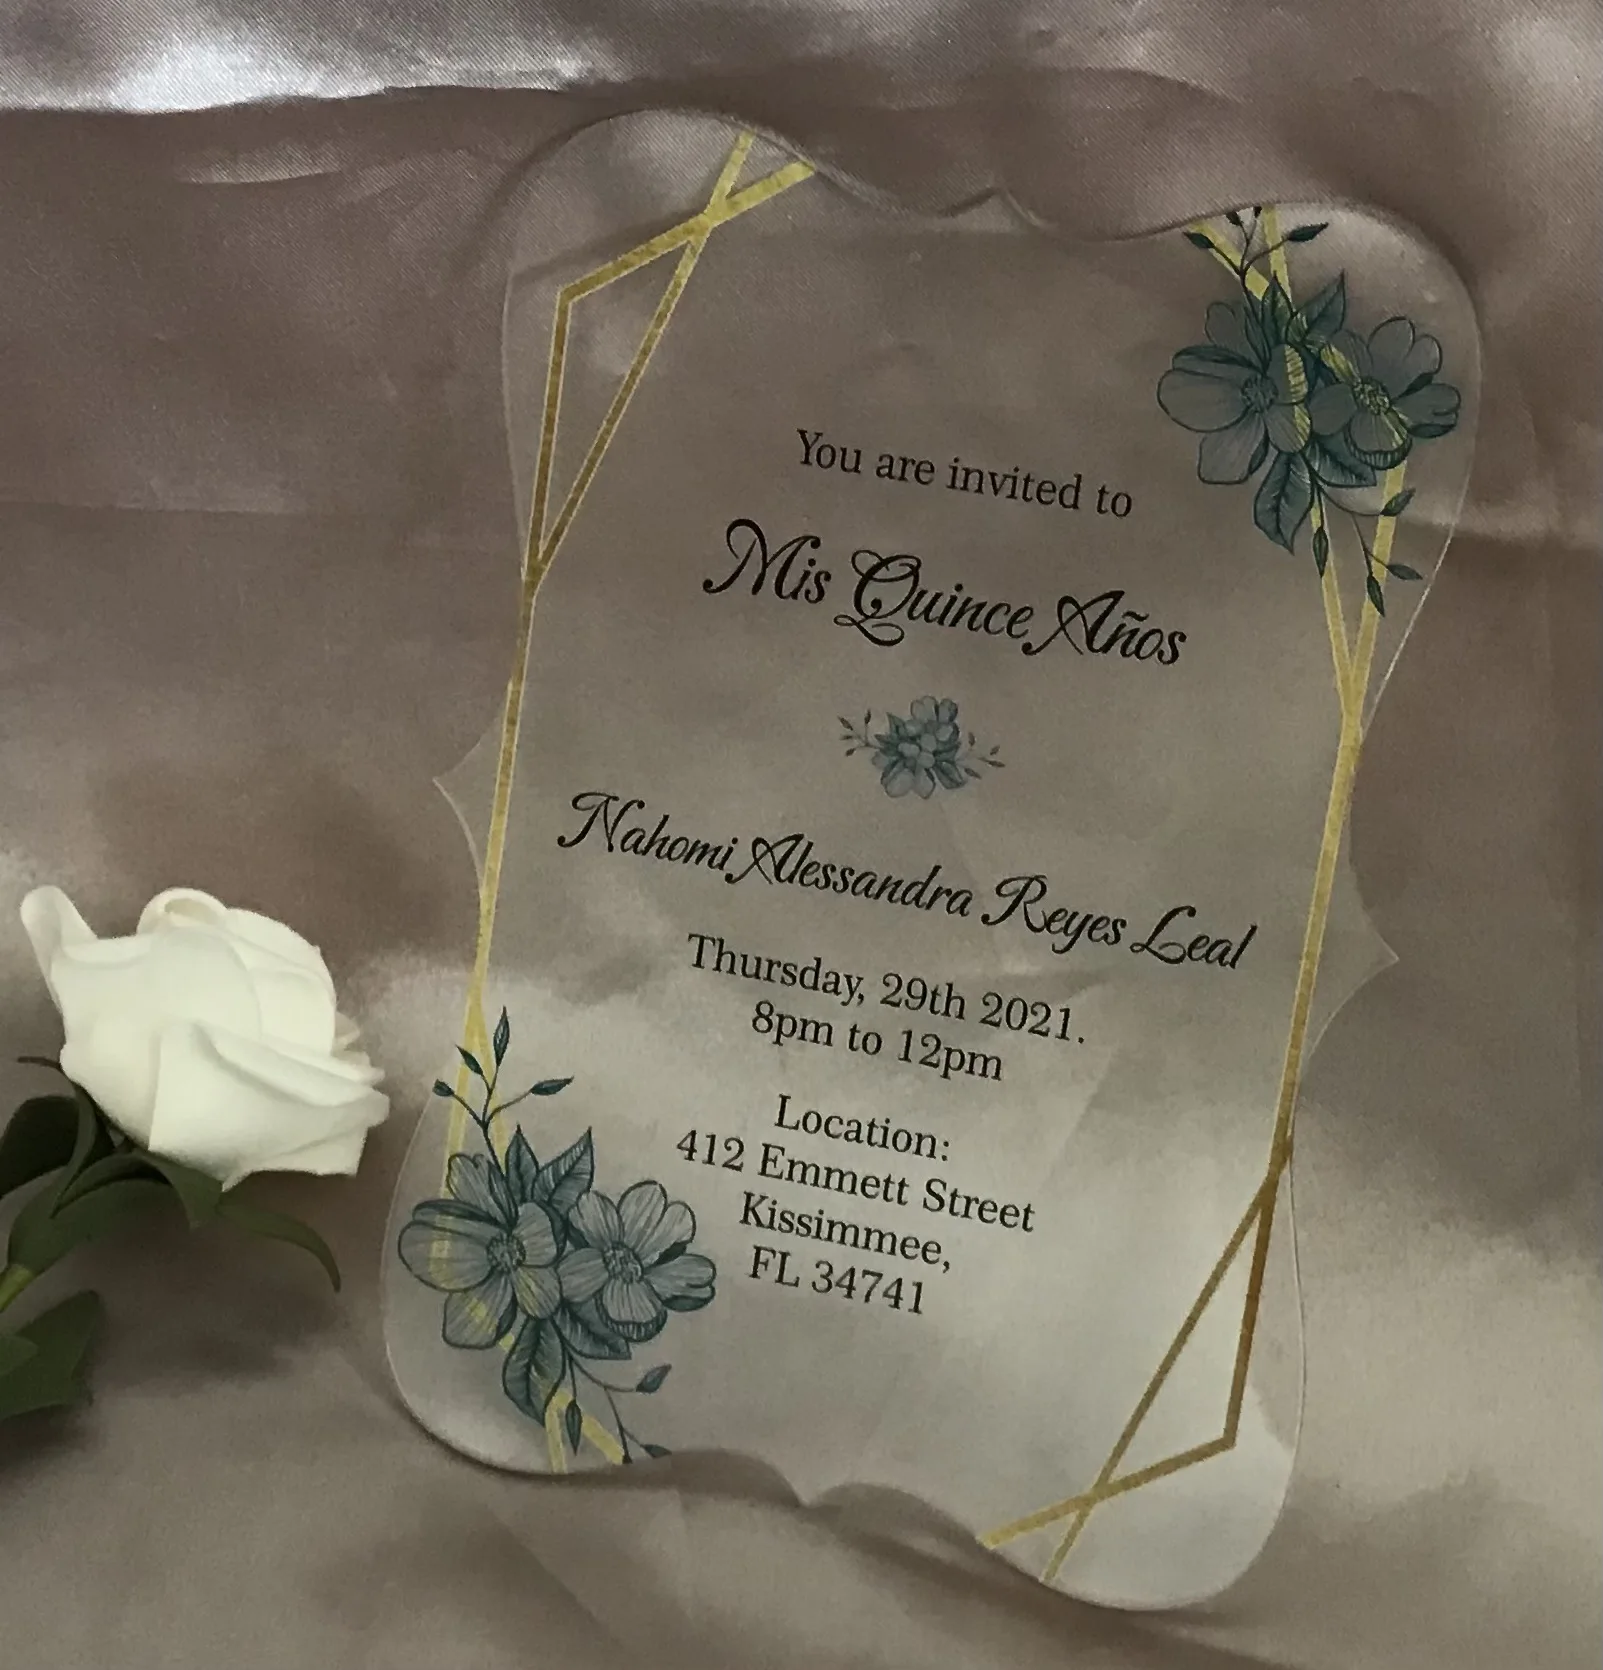 You are invited to
Mis Quince Años
Nahomi Alessandra Reyes Leal
Thursday, 29th 2021.
8pm to 12pm
Location:
412 Emmett Street
Kissimmee,
FL 34741